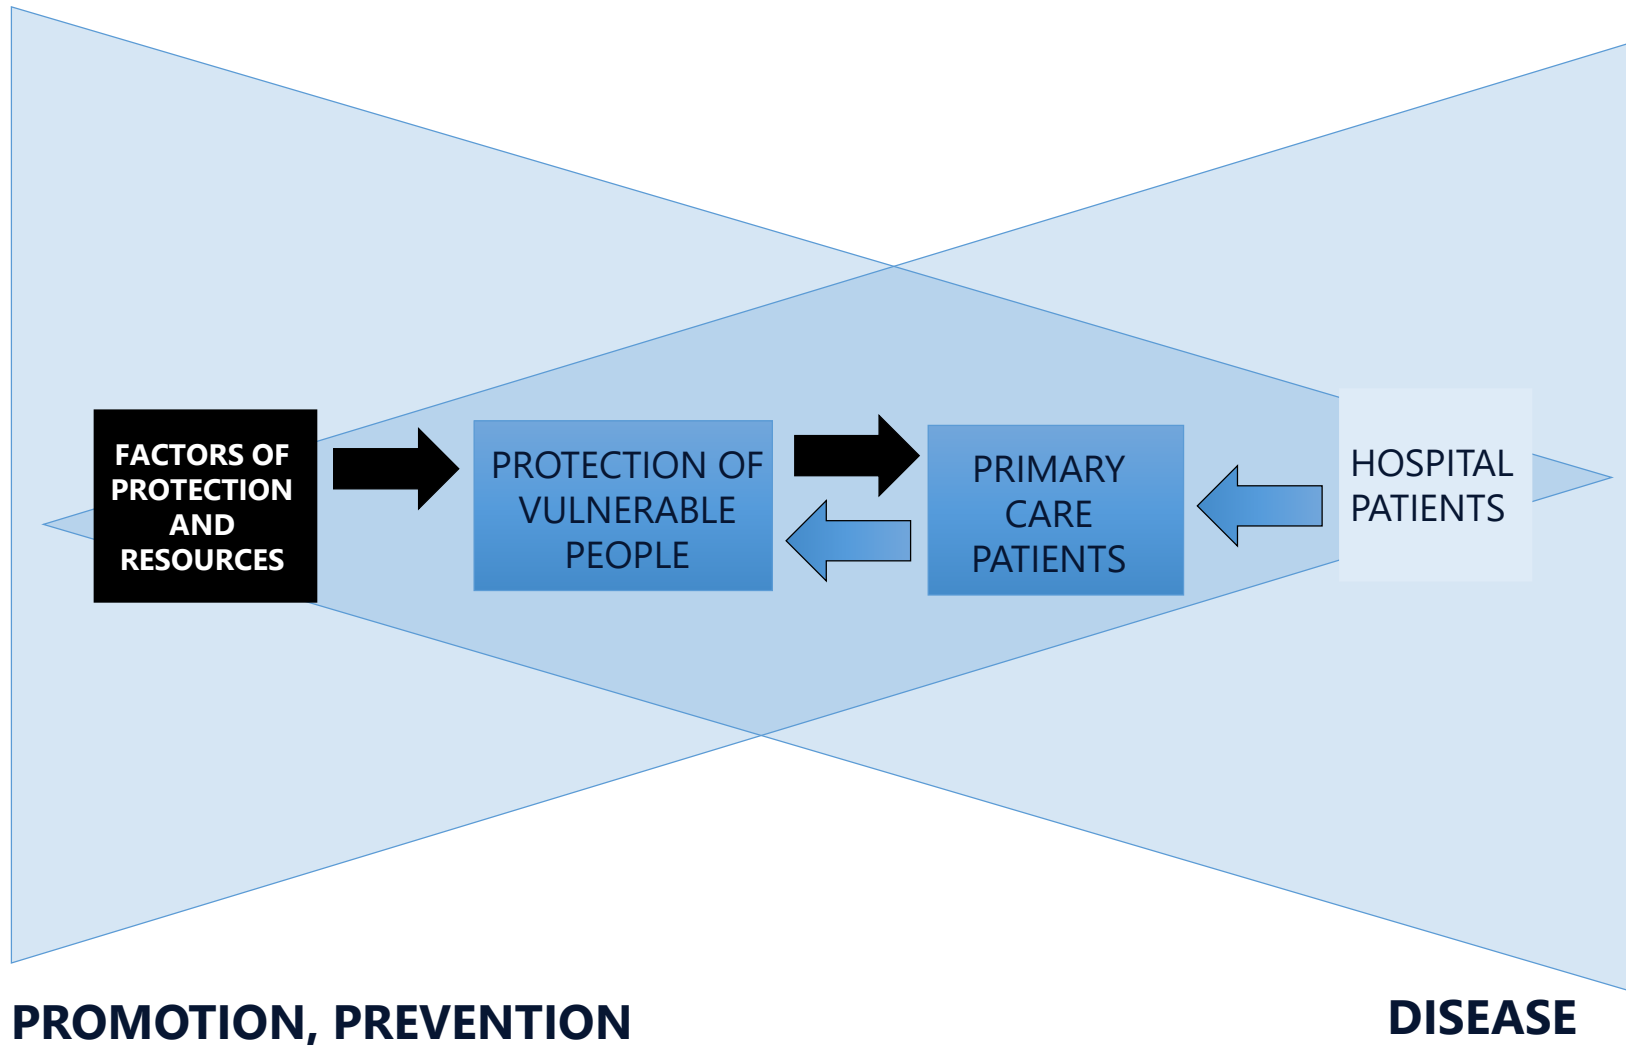 FACTORS OF
PROTECTION
AND
RESOURCES
PROTECTION OF
VULNERABLE
PEOPLE
PRIMARY
CARE
PATIENTS
HOSPITAL
PATIENTS
PROMOTION, PREVENTION
DISEASE